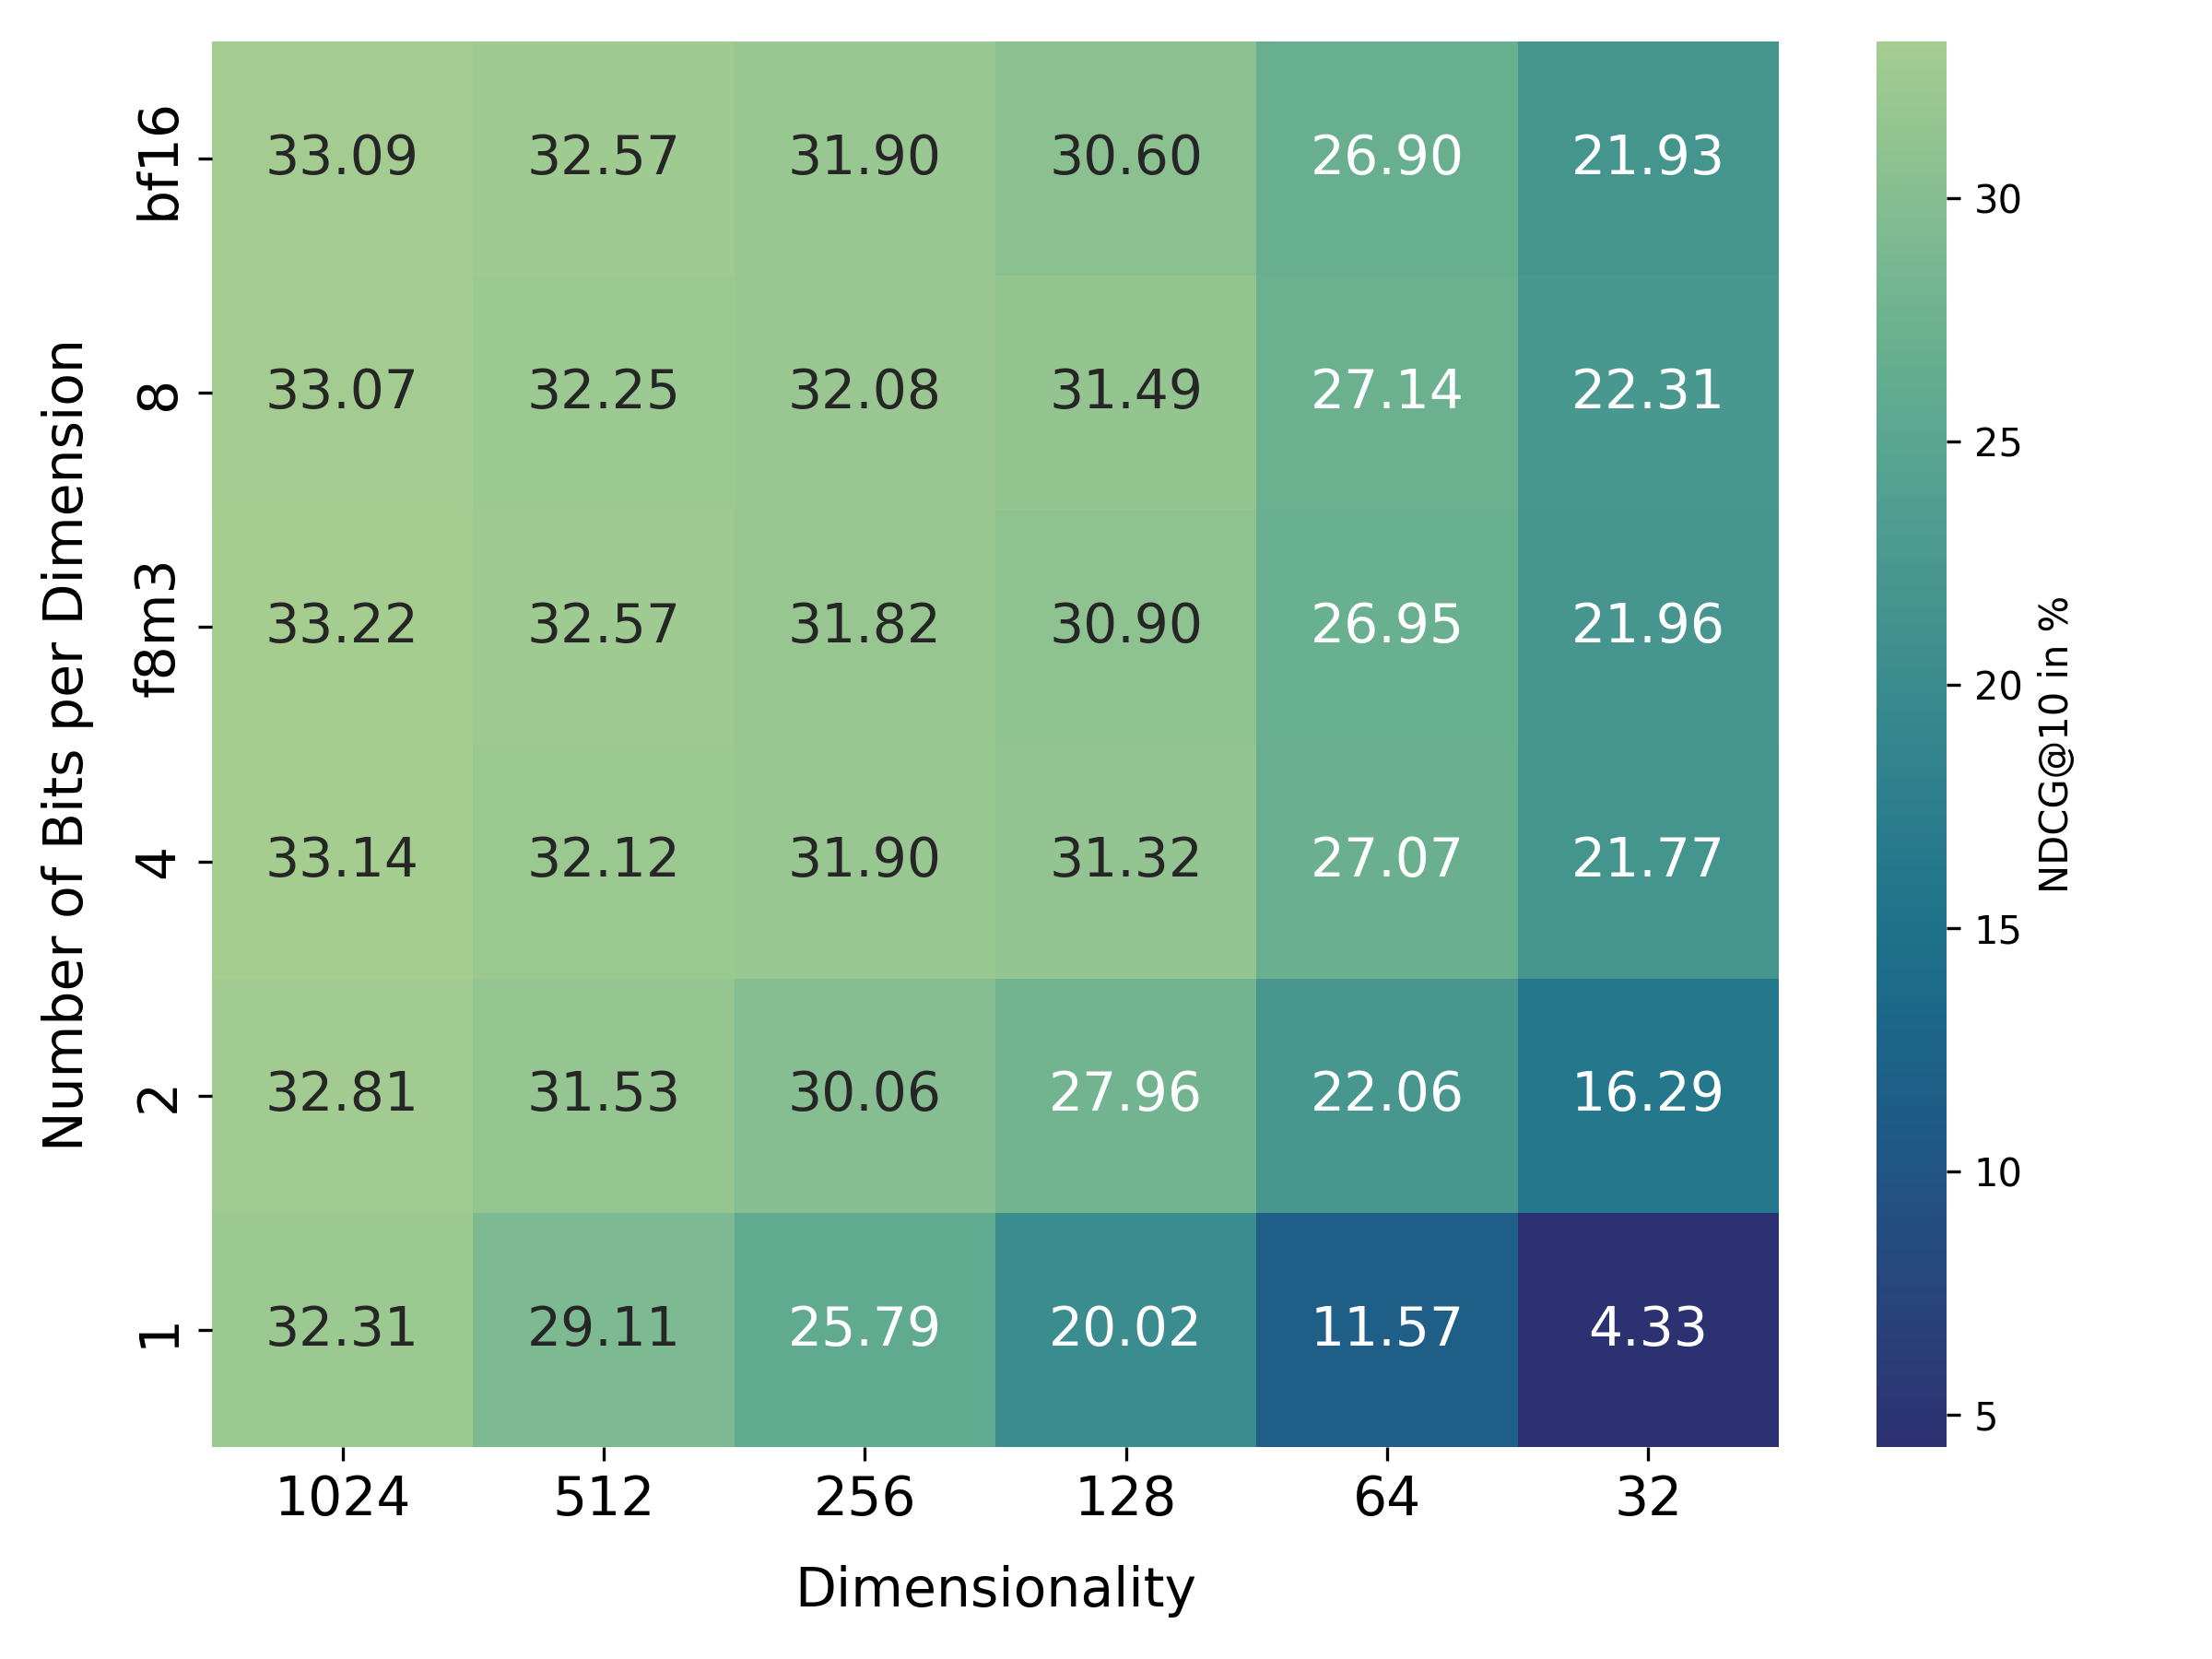 Number of Bits per Dimension
bf16 33.09 32.57 31.90 30.60 26.90 21.93
8 33.07 32.25 32.08 31.49 27.14 22.31
f8m3 33.22 32.57 31.82 30.90 26.95 21.96
4 33.14 32.12 31.90 31.32 27.07 21.77
2 32.81 31.53 30.06 27.96 22.06 16.29
1 32.31 29.11 25.79 20.02 11.57 4.33
1024 512 256 128 64 32
Dimensionality
30
25
20
15
10
5
NDCG@10 in %